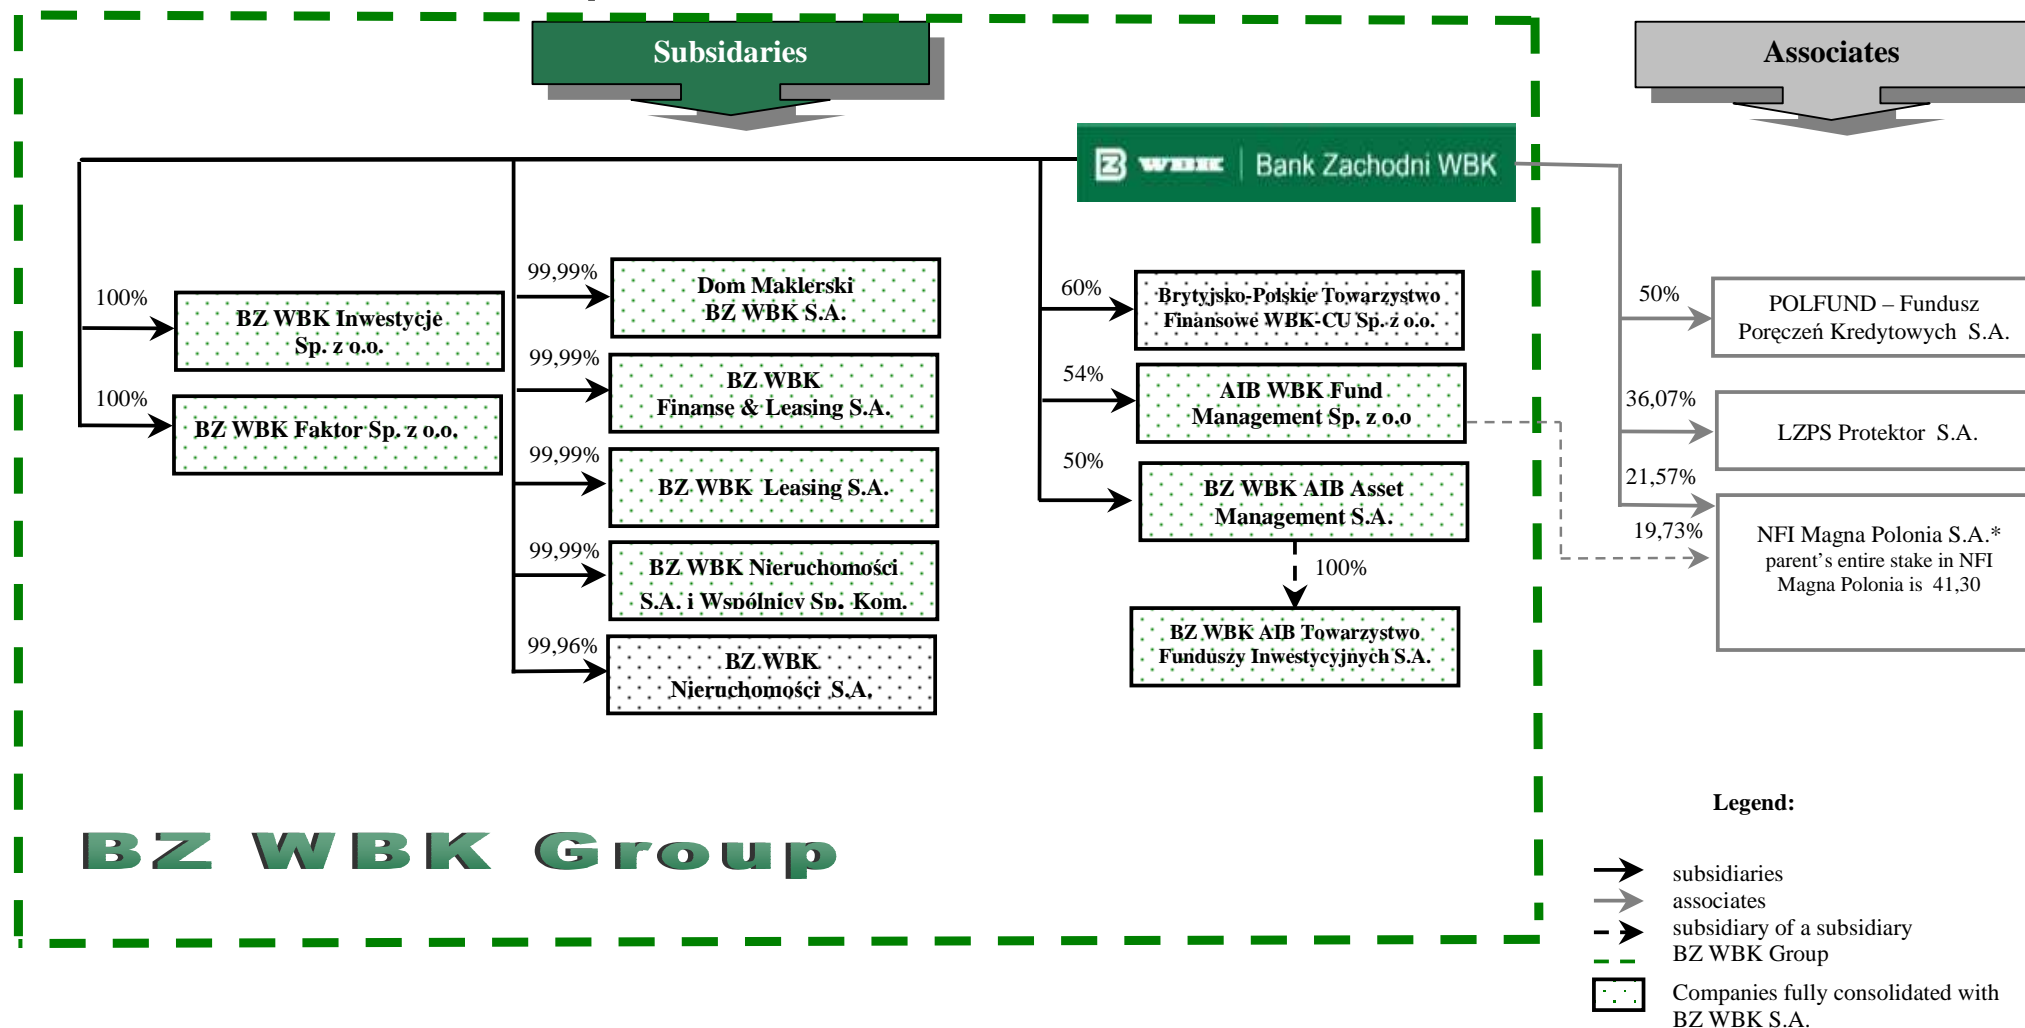 Subsidaries
Associates
BZ WBK | Bank Zachodni WBK
100%
BZ WBK Inwestycje
Sp. z o.o.
100%
BZ WBK Faktor Sp. z o.o.
99,99%
Dom Maklerski
BZ WBK S.A.
99,99%
BZ WBK
Finanse & Leasing S.A.
99,99%
BZ WBK Leasing S.A.
99,99%
BZ WBK Nieruchomości
S.A. i Wspólnicy Sp. Kom.
99,96%
BZ WBK
Nieruchomości S.A.
60%
Brytyjsko-Polskie Towarzystwo
Finansowe WBK-CU Sp. z o.o.
54%
AIB WBK Fund
Management Sp. z o.o
50%
BZ WBK AIB Asset
Management S.A.
100%
BZ WBK AIB Towarzystwo
Funduszy Inwestycyjnych S.A.
50%
POLFUND – Fundusz
Poręczeń Kredytowych S.A.
36,07%
LZPS Protektor S.A.
21,57%
19,73%
NFI Magna Polonia S.A.*
parent's entire stake in NFI
Magna Polonia is 41,30
BZ WBK Group
Legend:
subsidiaries
associates
subsidiary of a subsidiary
BZ WBK Group
Companies fully consolidated with
BZ WBK S.A.